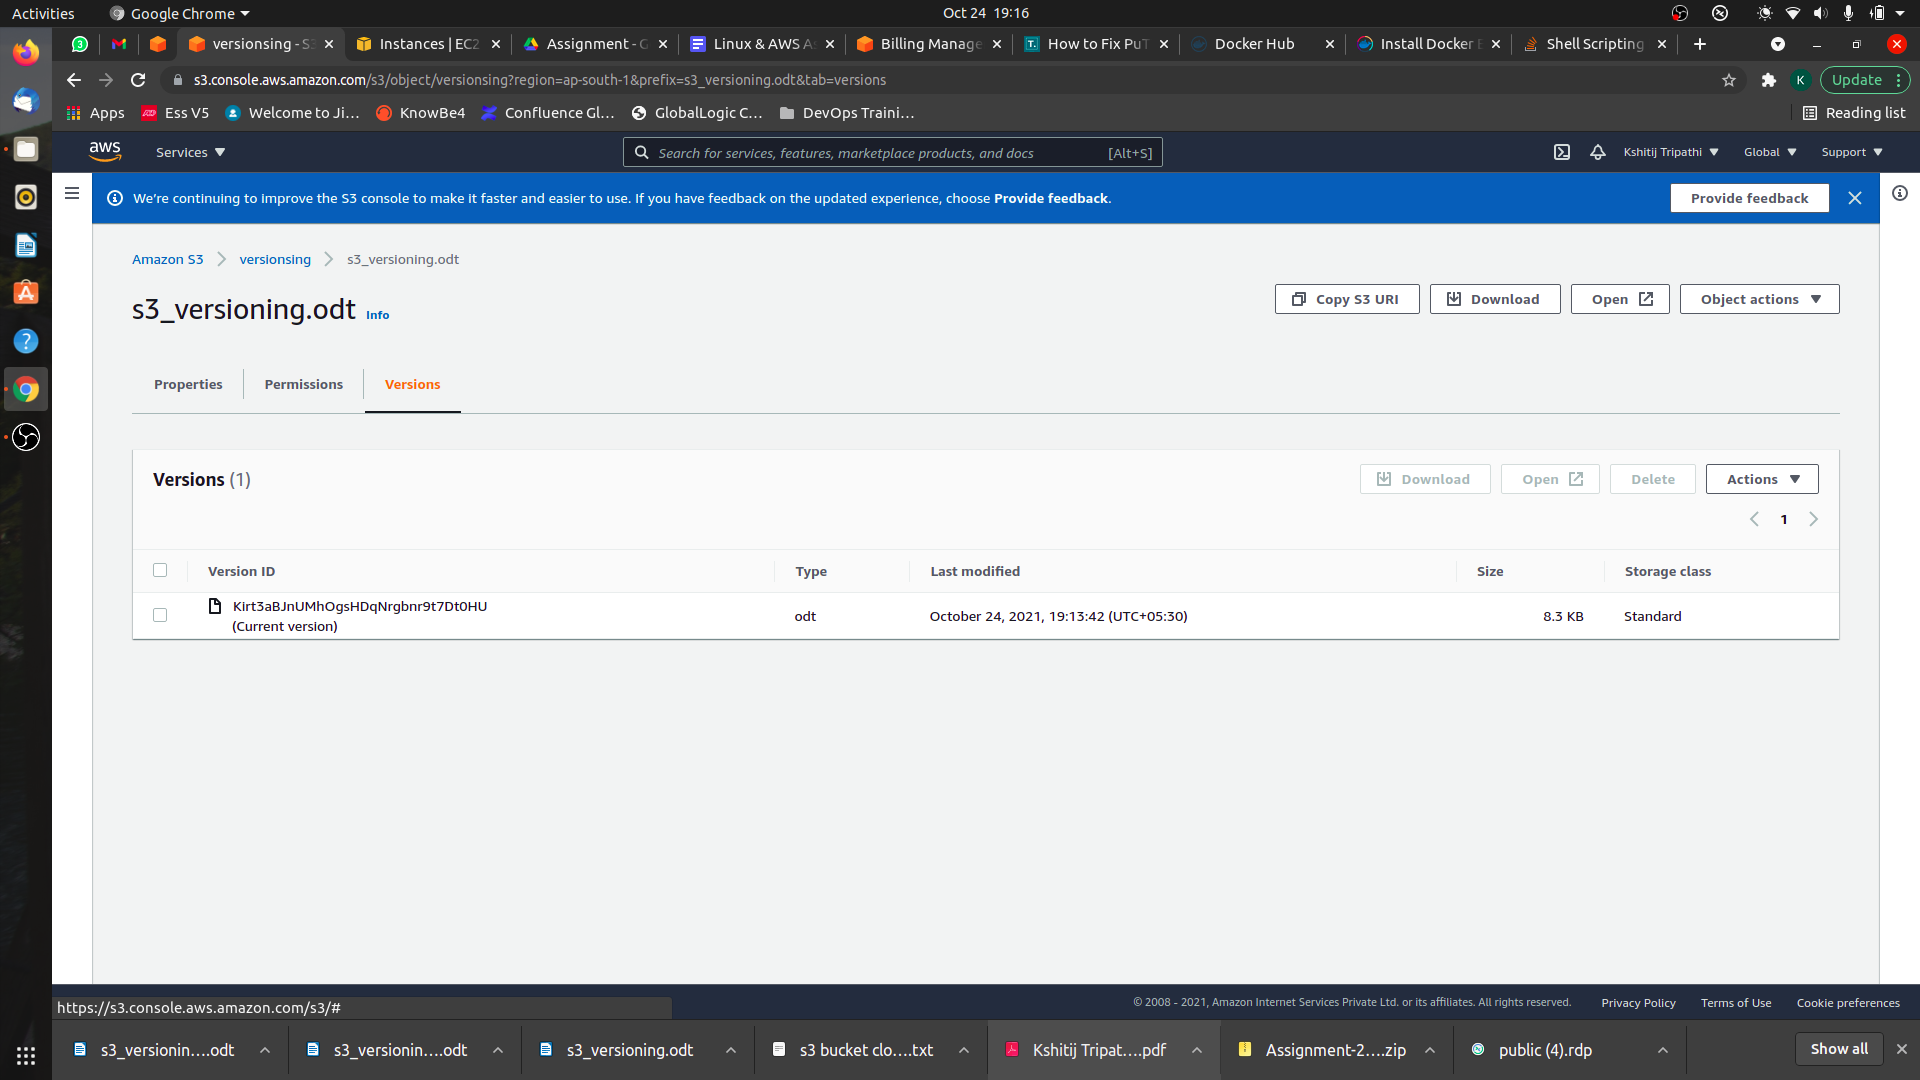 Activities
Google Chrome
Oct 24 19:16
3
versionsing - S3
Instances | EC2
Assignment - G
Linux & AWS A
Billing Manage
T.
How to Fix PuT
Docker Hub
Install Docker E
Shell Scripting
s3.console.aws.amazon.com/s3/object/versionsing?region=ap-south-1&prefix=s3_versioning.odt&tab=versions
K
Update
Apps
Ess V5
Welcome to Ji…
KnowBe4
Confluence Gl…
GlobalLogic C…
DevOps Traini…
Reading list
aws
Services
Search for services, features, marketplace products, and docs
[Alt+S]
Kshitij Tripathi
Global
Support
We're continuing to improve the S3 console to make it faster and easier to use. If you have feedback on the updated experience, choose Provide feedback.
Provide feedback
Amazon S3
versionsing
s3_versioning.odt
s3_versioning.odt
Info
Copy S3 URI
Download
Open
Object actions
Properties
Permissions
Versions
Versions (1)
Download
Open
Delete
Actions
1
Version ID
Type
Last modified
Size
Storage class
Kirt3aBJnUMhOgsHDqNrgbnr9t7Dt0HU
(Current version)
odt
October 24, 2021, 19:13:42 (UTC+05:30)
8.3 KB
Standard
© 2008 - 2021, Amazon Internet Services Private Ltd. or its affiliates. All rights reserved.
Privacy Policy
Terms of Use
Cookie preferences
https://s3.console.aws.amazon.com/s3/#
s3_versionin….odt
s3_versionin….odt
s3_versioning.odt
s3 bucket clo….txt
Kshitij Tripat….pdf
Assignment-2….zip
public (4).rdp
Show all